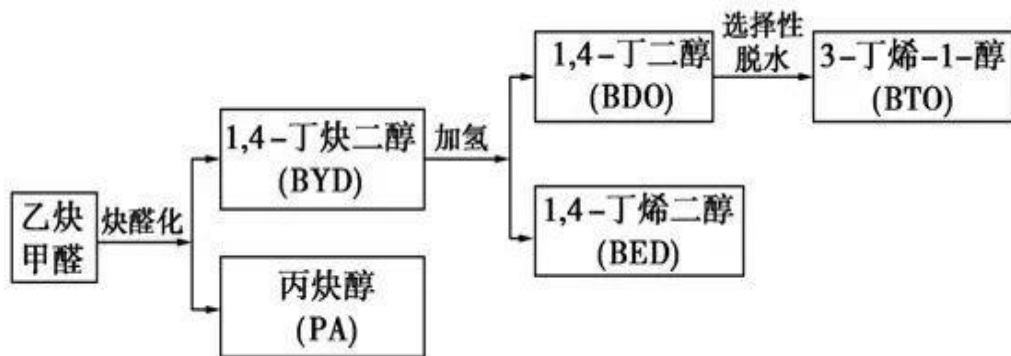 乙炔
甲醛
炔醛化
1,4-丁炔二醇
(BYD)
丙炔醇
(PA)
加氢
1,4-丁二醇
(BDO)
1,4-丁烯二醇
(BED)
选择性
脱水
3-丁烯-1-醇
(BTO)